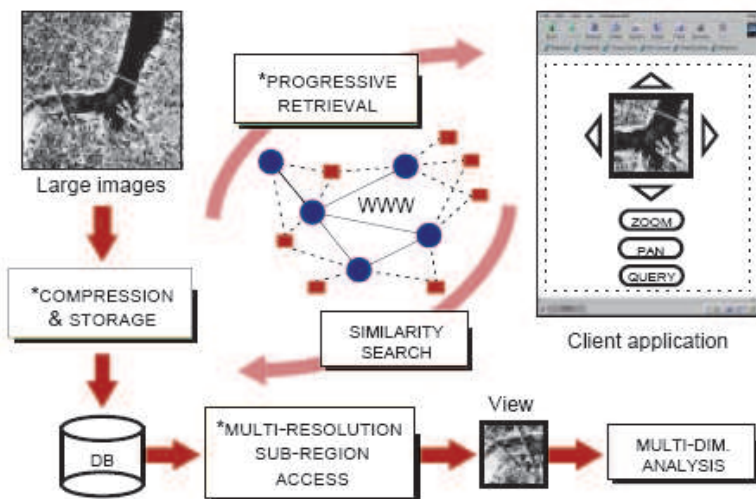 *PROGRESSIVE
RETRIEVAL
Large images
WWW
ZOOM
PAN
QUERY
*COMPRESSION
& STORAGE
SIMILARITY
SEARCH
Client application
View
DB
*MULTI-RESOLUTION
SUB-REGION
ACCESS
MULTI-DIM.
ANALYSIS